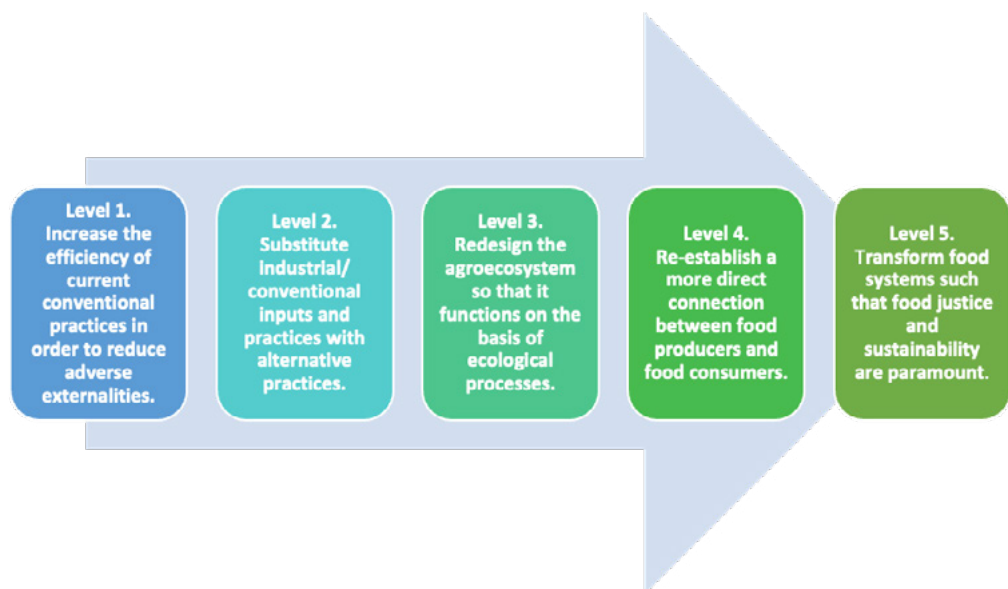 Level 1.
Increase the
efficiency of
current
conventional
practices in
order to reduce
adverse
externalities.
Level 2.
Substitute
Industrial/
conventional
inputs and
practices with
alternative
practices.
Level 3.
Redesign the
agroecosystem
so that it
functions on the
basis of
ecological
processes.
Level 4.
Re-establish a
more direct
connection
between food
producers and
food consumers.
Level 5.
Transform food
systems such
that food justice
and
sustainability
are paramount.